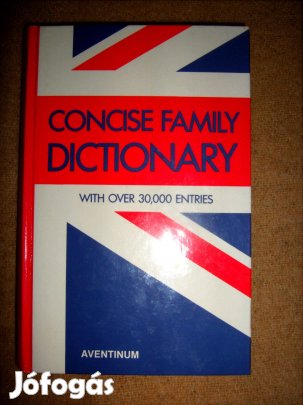 CONCISE FAMILY
DICTIONARY
WITH OVER 30,000 ENTRIES
AVENTINUM
Jófogás